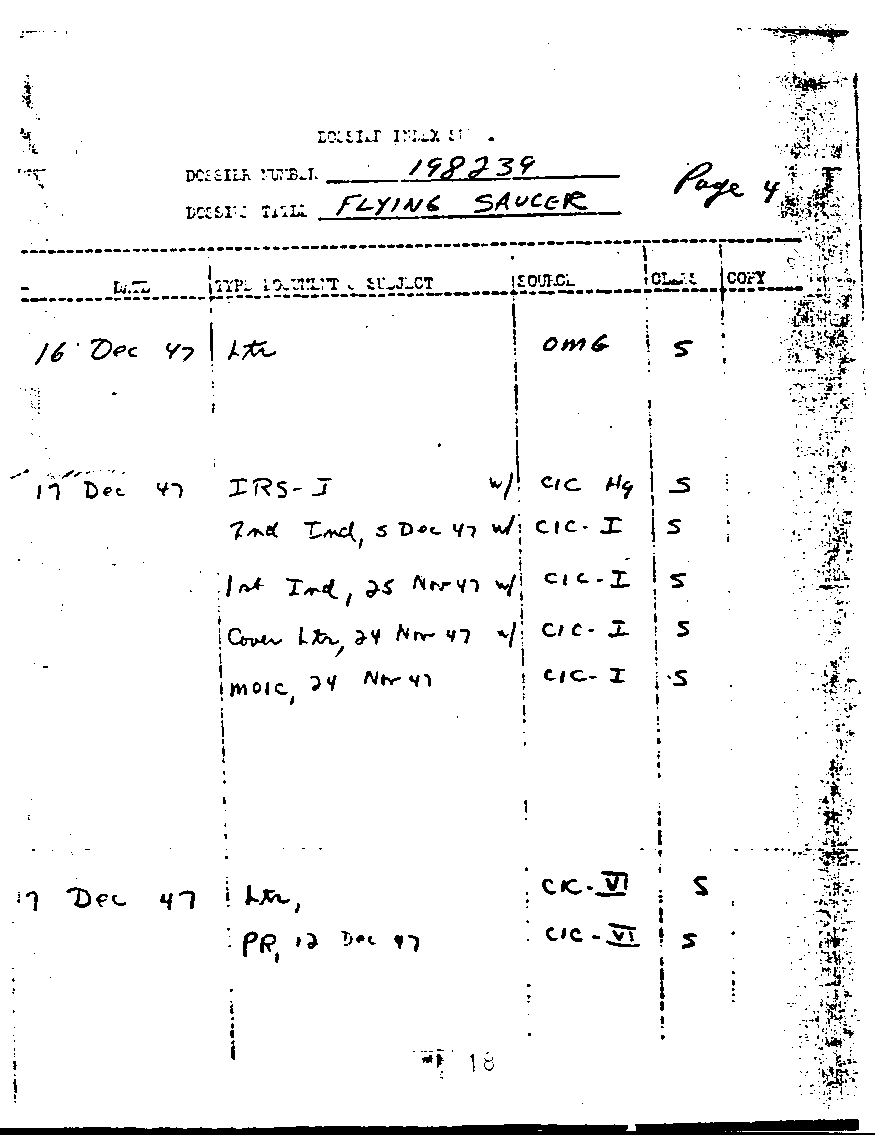 DOSSIER INDEX
DOSSIER NUMBER 198239
Page 4
DOSSIER TITLE FLYING SAUCER
DATE TYPE DOCUMENT & SUBJECT SOURCE CLASS COPY
16 Dec 47 Ltr OMG S
17 Dec 47 IRS-I w/ CIC Hq S
2nd Ind, 5 Dec 47 w/ CIC-I S
1st Ind, 25 Nov 47 w/ CIC-I S
Cover Ltr, 24 Nov 47 w/ CIC-I S
MOIC, 24 Nov 47 CIC-I S
17 Dec 47 Ltr, CIC-VI S
PR, 12 Dec 47 CIC-VI S
18